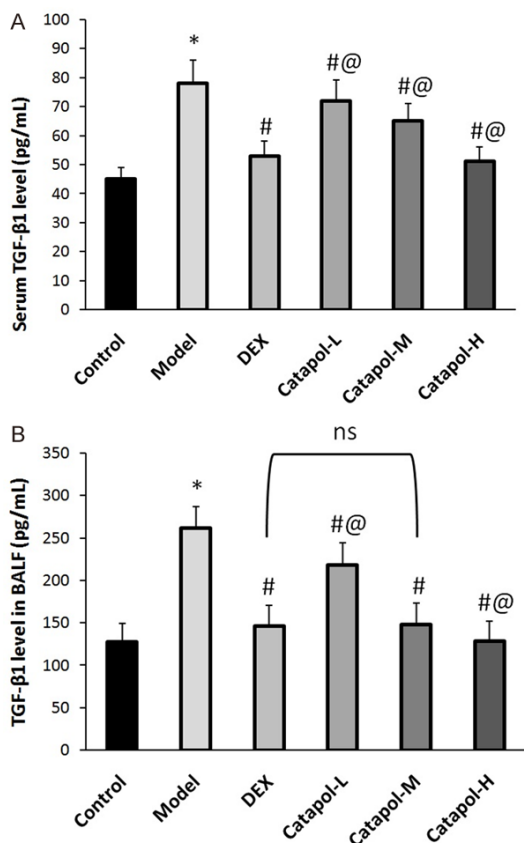 A
Serum TGF-β1 level (pg/mL)
100
90
80
70
60
50
40
30
20
10
0
*
#
#@
#@
#@
Control
Model
DEX
Catapol-L
Catapol-M
Catapol-H
B
TGF-β1 level in BALF (pg/mL)
350
300
250
200
150
100
50
0
ns
*
#
#@
#
#@
Control
Model
DEX
Catapol-L
Catapol-M
Catapol-H